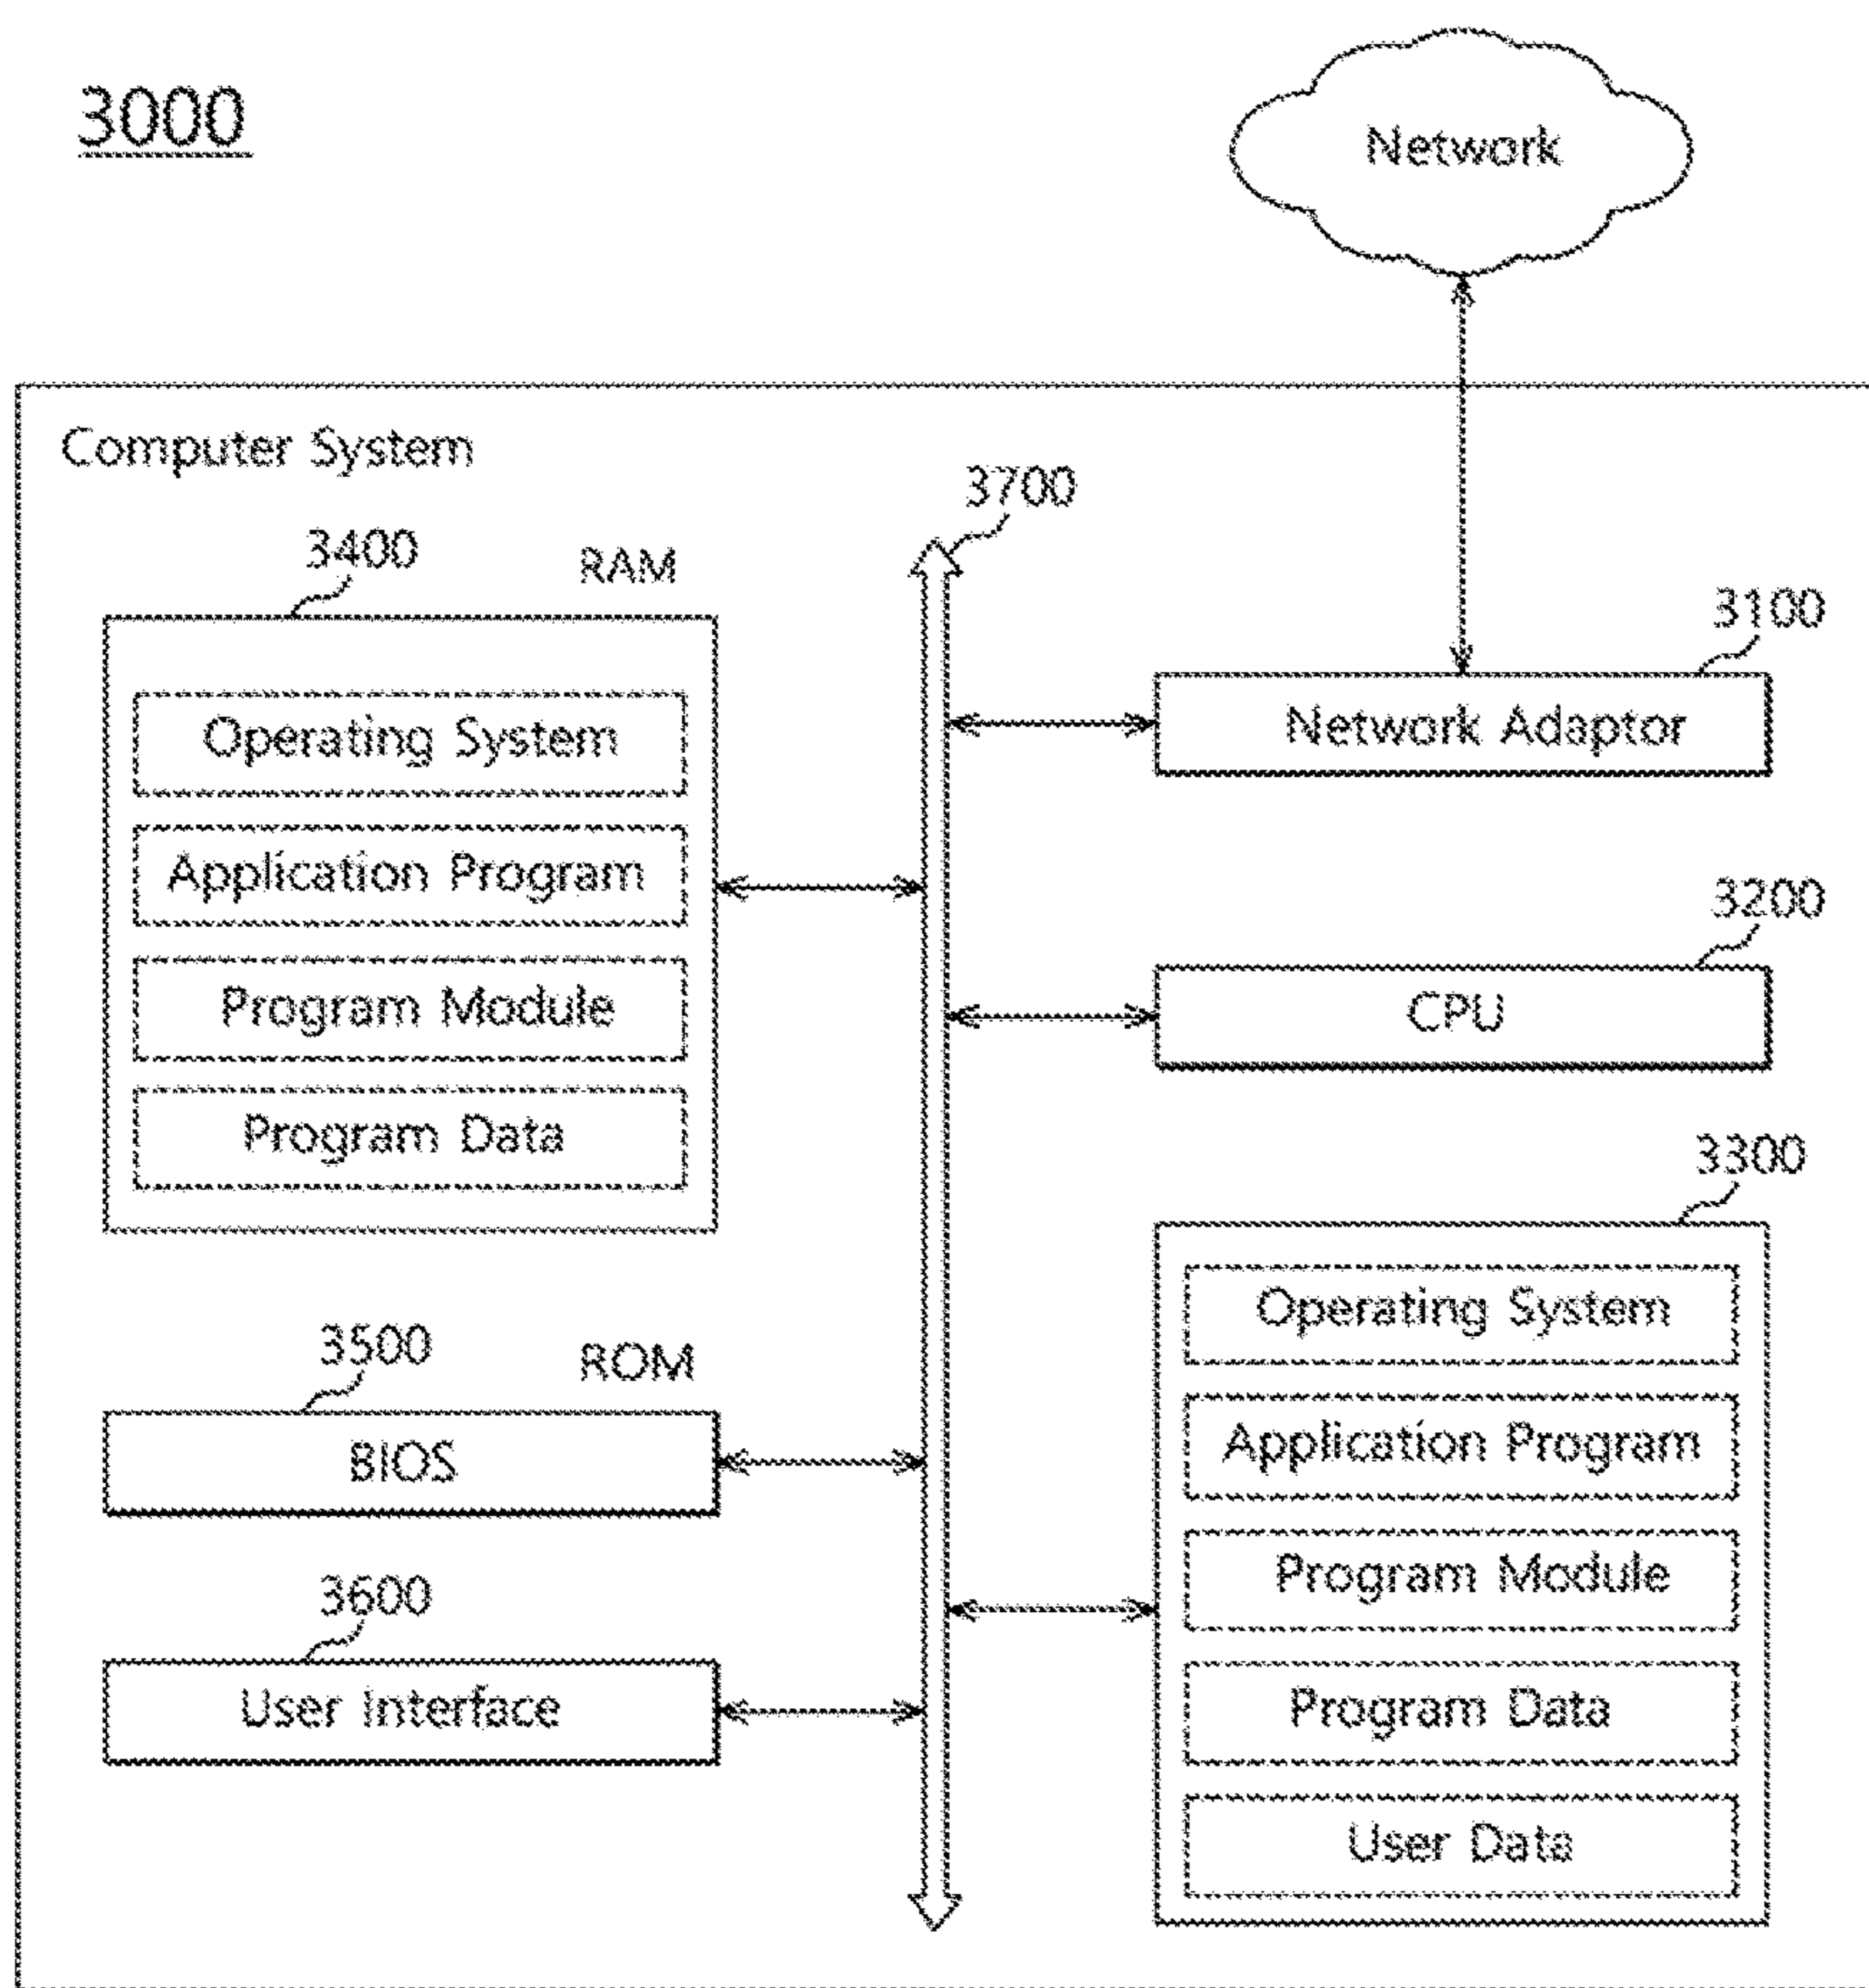 3000
Network
Computer System
3700
3400
RAM
Operating System
Application Program
Program Module
Program Data
3100
Network Adaptor
3200
CPU
3300
Operating System
Application Program
Program Module
Program Data
User Data
3500
ROM
BIOS
3600
User Interface